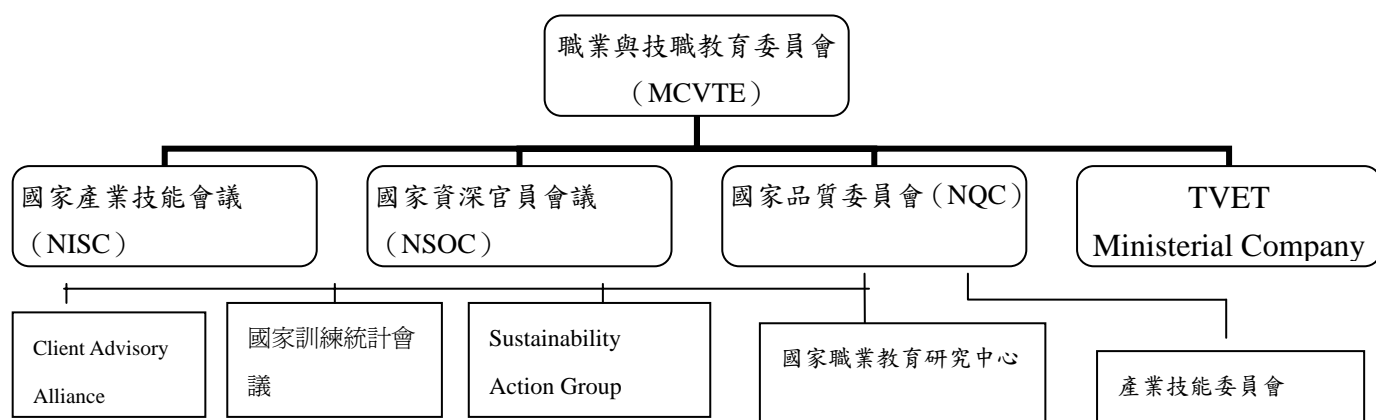 職業與技職教育委員會
（MCVTE）
國家產業技能會議
（NISC）
國家資深官員會議
（NSOC）
國家品質委員會（NQC）
TVET
Ministerial Company
Client Advisory
Alliance
國家訓練統計會
議
Sustainability
Action Group
國家職業教育研究中心
產業技能委員會